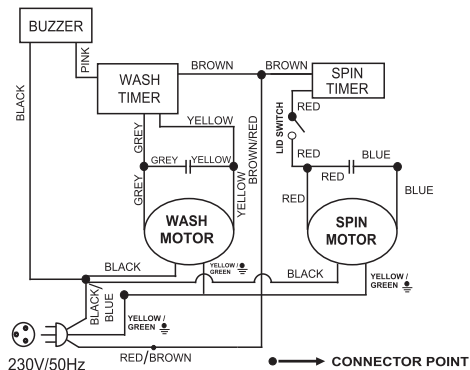 BUZZER
PINK
BLACK
WASH
TIMER
BROWN
BROWN
SPIN
TIMER
RED
LID SWITCH
GREY
YELLOW
BROWN/RED
GREY
YELLOW
RED
BLUE
RED
GREY
YELLOW
RED
BLUE
WASH
MOTOR
SPIN
MOTOR
YELLOW /
GREEN
BLACK
BLACK
YELLOW /
GREEN
BLACK/
BLUE
YELLOW /
GREEN
RED/BROWN
230V/50Hz
CONNECTOR POINT